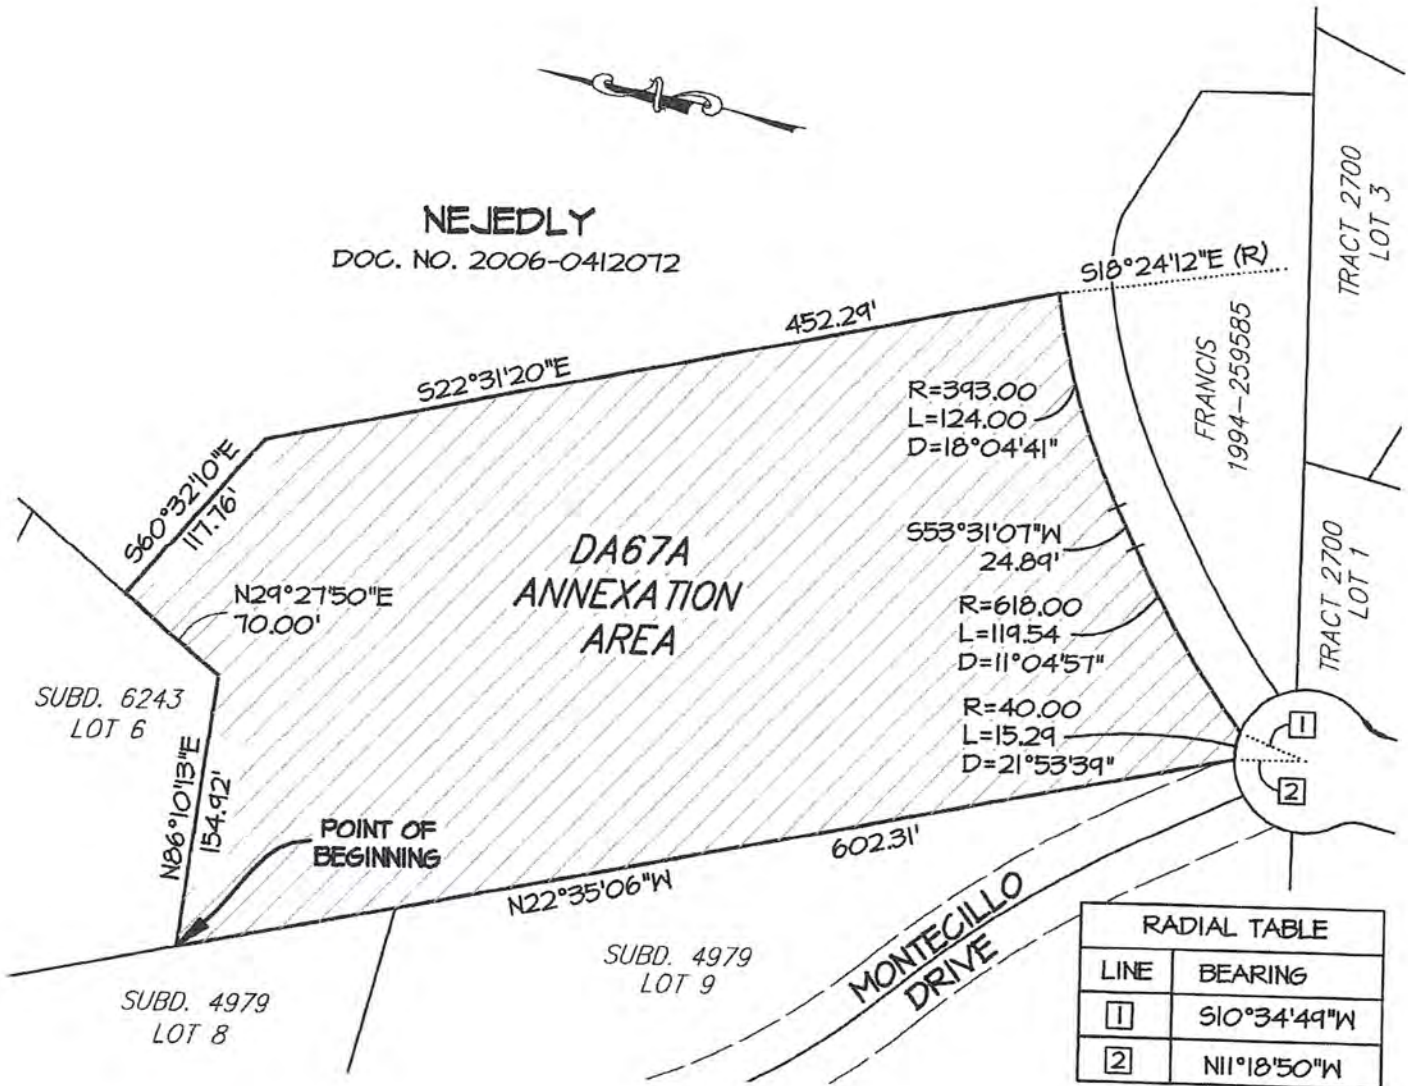 NEJEDLY
DOC. NO. 2006-0412072
S18°24'12"E (R)
TRACT 2700
LOT 3
FRANCIS
1994-259585
452.29'
S22°31'20"E
R=393.00
L=124.00
D=18°04'41"
S60°32'10"E
117.76'
N29°27'50"E
70.00'
DA67A
ANNEXATION
AREA
S53°31'07"W
24.89'
R=618.00
L=119.54
D=11°04'57"
TRACT 2700
LOT 1
SUBD. 6243
LOT 6
R=40.00
L=15.29
D=21°53'39"
1
2
N86°10'13"E
154.92'
POINT OF
BEGINNING
602.31'
N22°35'06"W
MONTECILLO
DRIVE
SUBD. 4979
LOT 9
SUBD. 4979
LOT 8
RADIAL TABLE
LINE BEARING
1 S10°34'49"W
2 N11°18'50"W